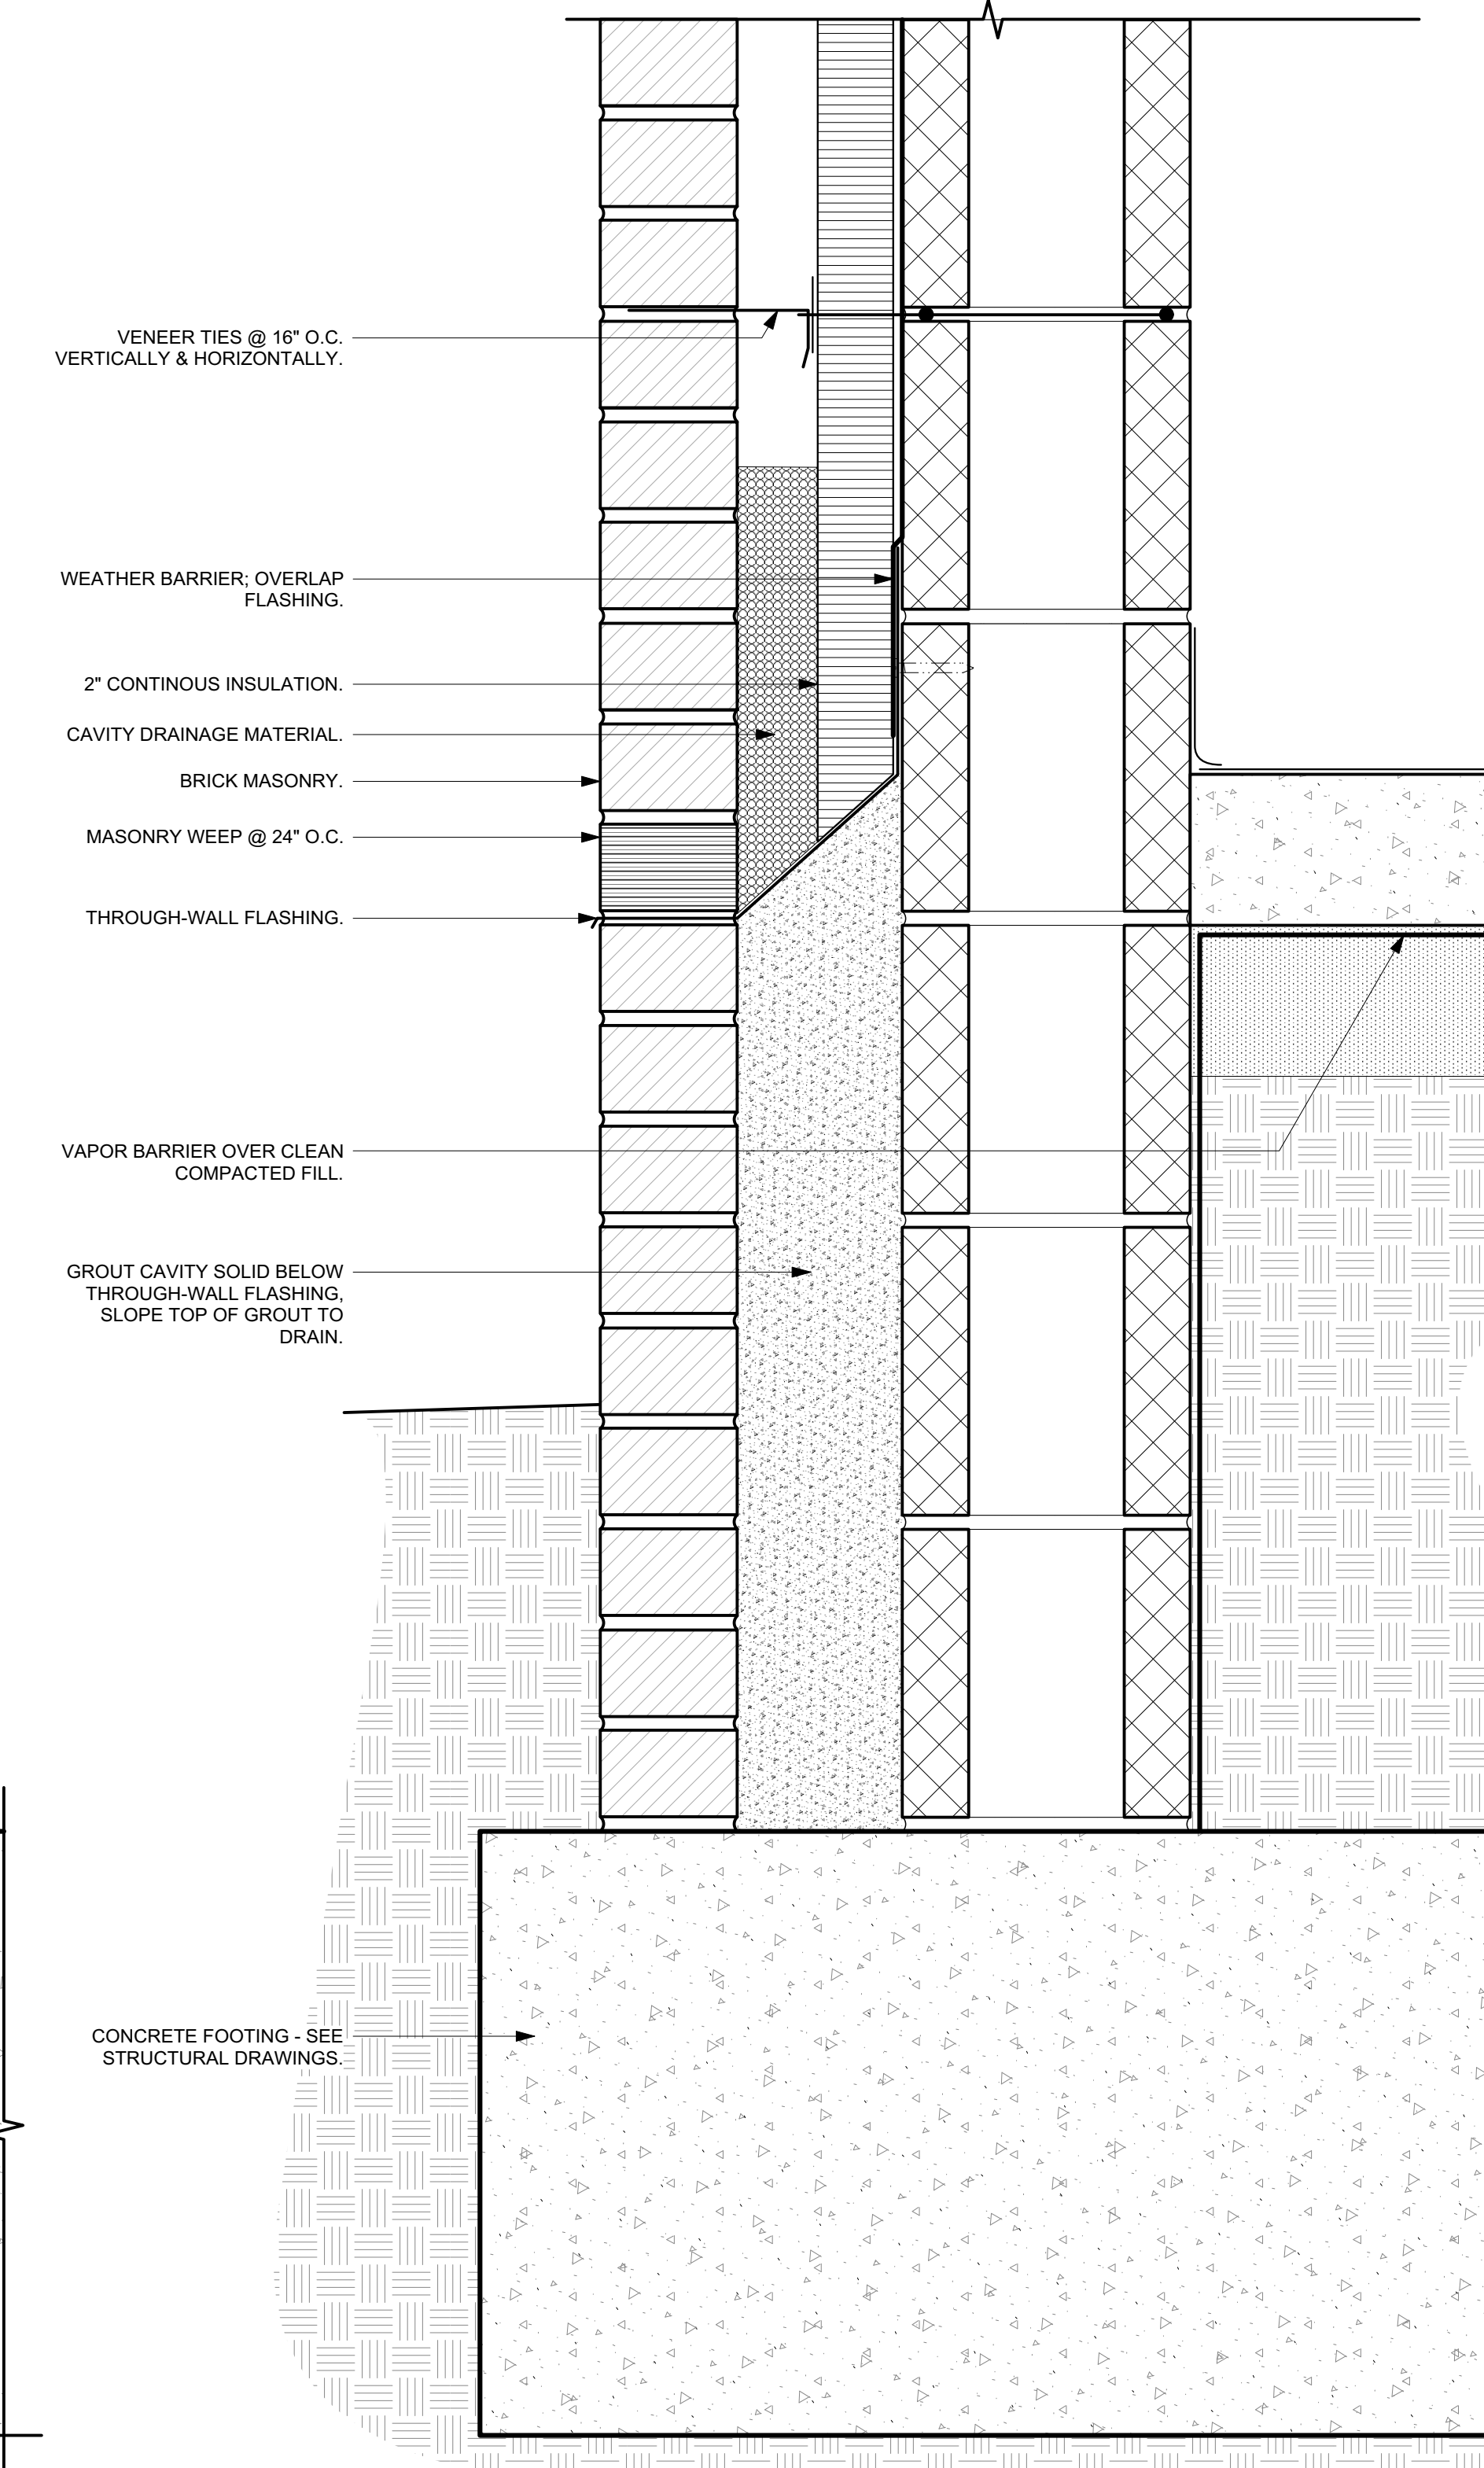 VENEER TIES @ 16" O.C.
VERTICALLY & HORIZONTALLY.
WEATHER BARRIER; OVERLAP
FLASHING.
2" CONTINOUS INSULATION.
CAVITY DRAINAGE MATERIAL.
BRICK MASONRY.
MASONRY WEEP @ 24" O.C.
THROUGH-WALL FLASHING.
VAPOR BARRIER OVER CLEAN
COMPACTED FILL.
GROUT CAVITY SOLID BELOW
THROUGH-WALL FLASHING,
SLOPE TOP OF GROUT TO
DRAIN.
CONCRETE FOOTING - SEE
STRUCTURAL DRAWINGS.